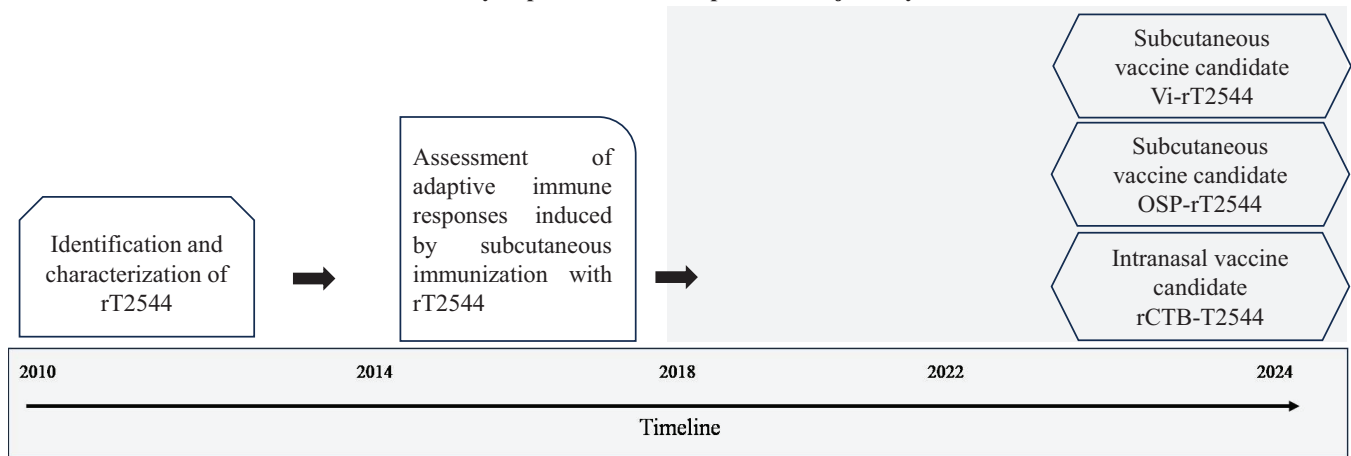 Identification and
characterization of
rT2544
Assessment of
adaptive immune
responses induced
by subcutaneous
immunization with
rT2544
Subcutaneous
vaccine candidate
Vi-rT2544
Subcutaneous
vaccine candidate
OSP-rT2544
Intranasal vaccine
candidate
rCTB-T2544
2010 2014 2018 2022 2024
Timeline